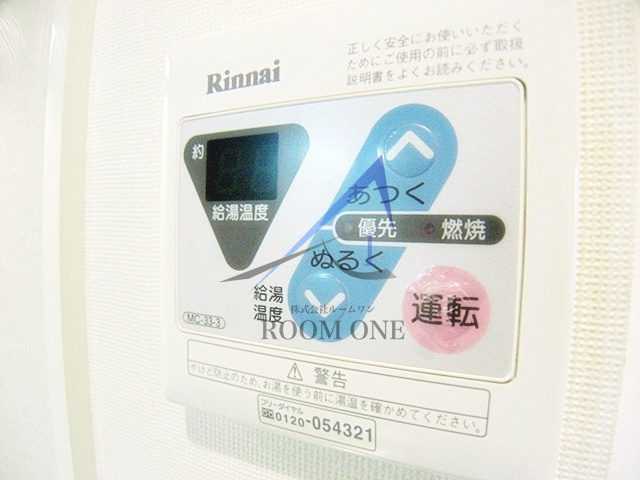 Rinnai
正しく安全にお使いいただく
ためにご使用の前に必ず取扱
説明書をよくお読みください。
約
給湯温度
あつく
優先 燃焼
ぬるく
給湯
温度
運転
MC-33-3
株式会社ルームワン
ROOM ONE
⚠ 警告
やけど防止のため、お湯を使う前に湯温を確かめてください。
フリーダイヤル
0120-054321